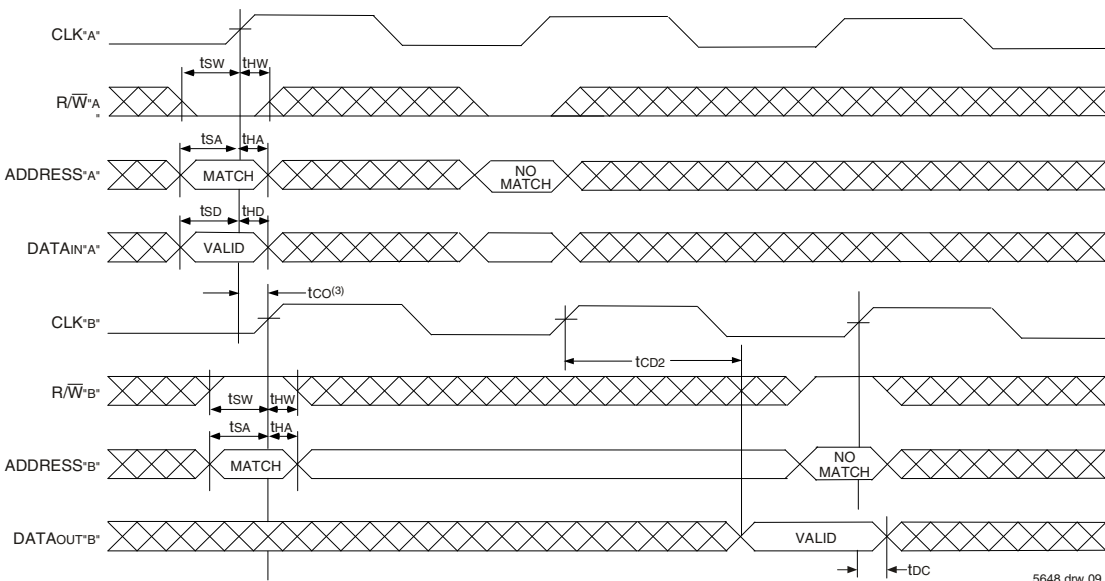 CLK"A"
tSW tHW
R/W"A
"
tSA tHA
ADDRESS"A" MATCH NO MATCH
tSD tHD
DATAIN"A" VALID
tCO(3)
CLK"B"
tCD2
R/W"B"
tSW tHW
tSA tHA
ADDRESS"B" MATCH NO MATCH
DATAOUT"B" VALID
tDC
5648 drw 09